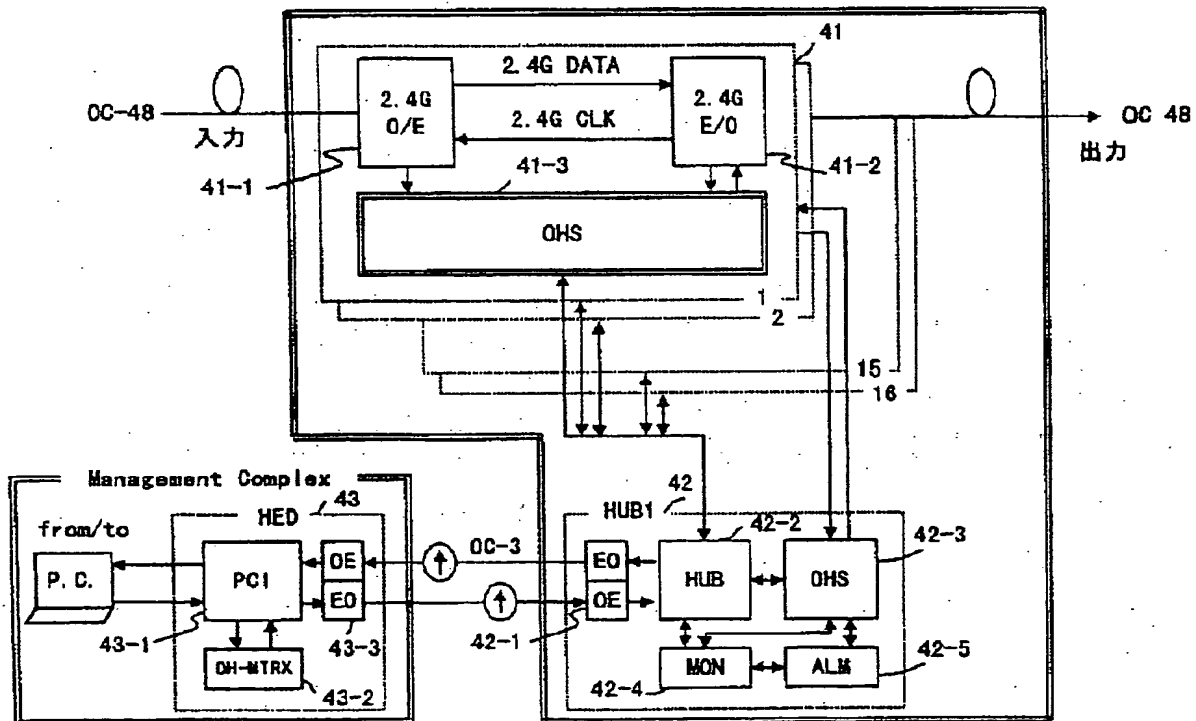 41
2.4G DATA
OC-48
入力
2.4G
O/E
2.4G
E/O
2.4G CLK
OC 48
出力
41-1
41-3
41-2
OHS
1
2
15
16
Management Complex
43
HED
from/to
P.C.
PCI
OE
EO
OC-3
43-1
43-3
OH-MTRX
43-2
42
HUB1
42-2
42-3
EO
OE
HUB
OHS
42-1
MON
ALM
42-5
42-4